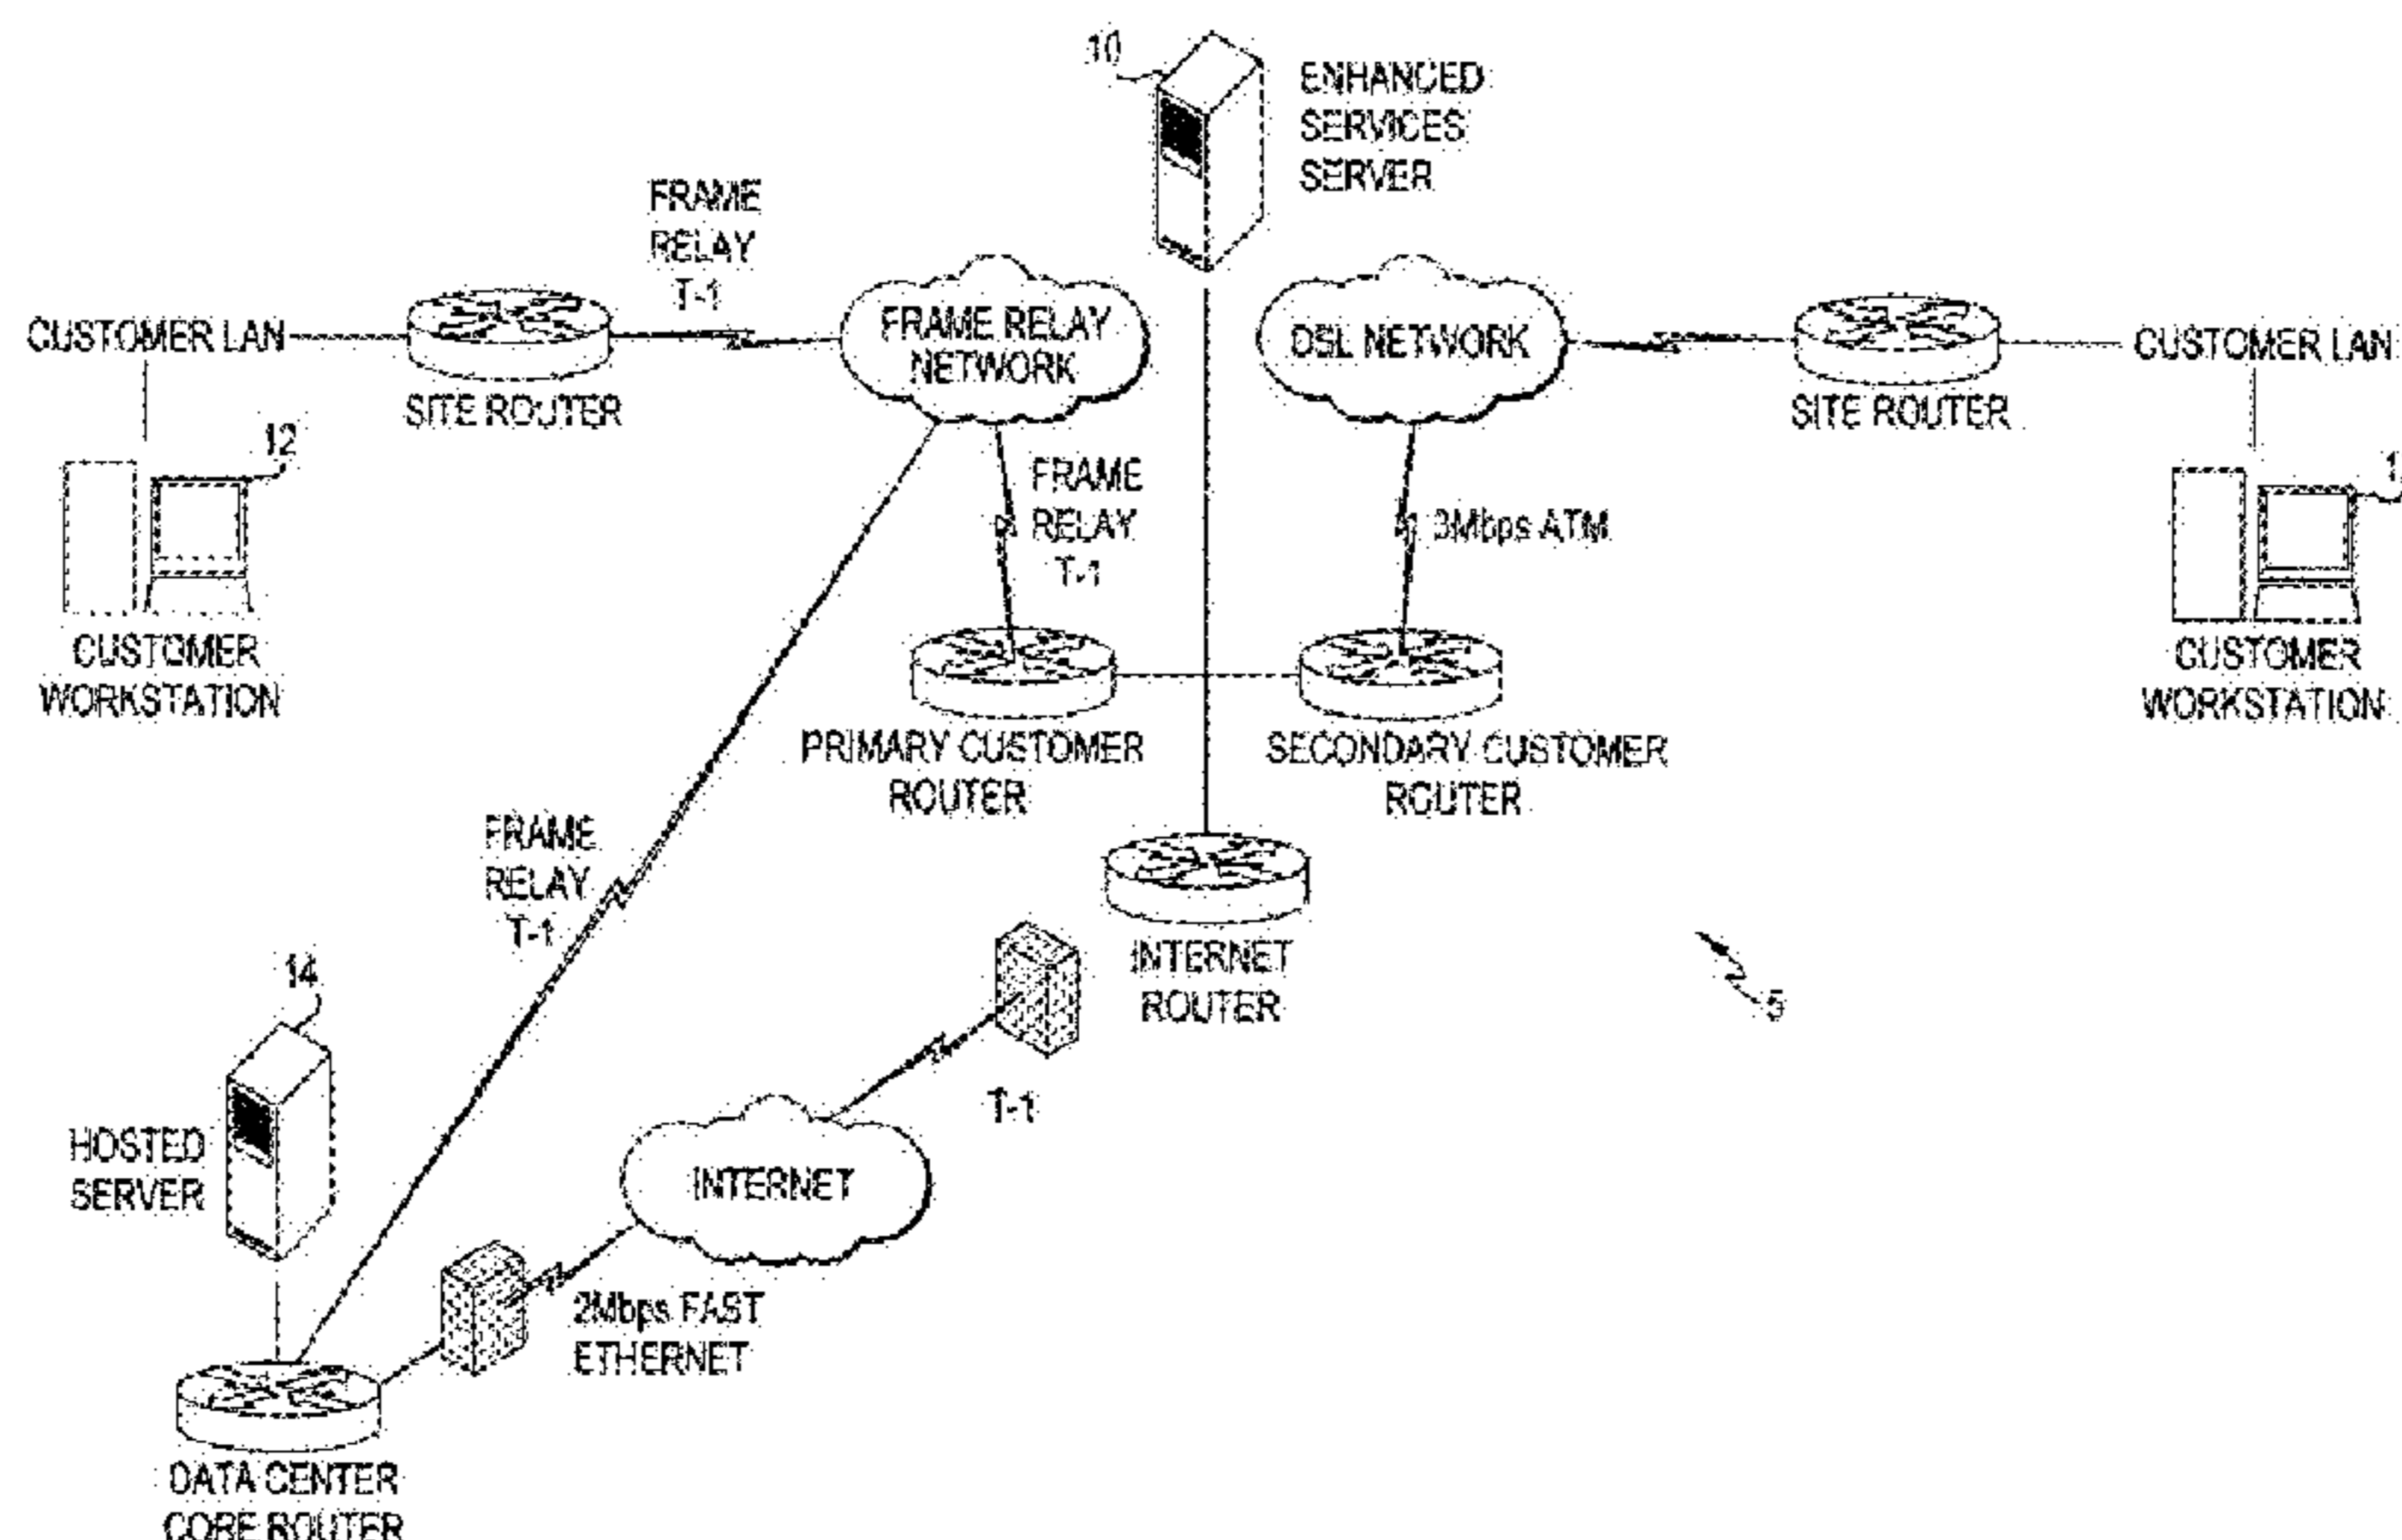 10
ENHANCED
SERVICES
SERVER
FRAME
RELAY
T-1
CUSTOMER LAN
SITE ROUTER
FRAME RELAY
NETWORK
DSL NETWORK
SITE ROUTER
CUSTOMER LAN
12
CUSTOMER
WORKSTATION
FRAME
RELAY
T-1
3Mbps ATM
CUSTOMER
WORKSTATION
PRIMARY CUSTOMER
ROUTER
SECONDARY CUSTOMER
ROUTER
FRAME
RELAY
T-1
INTERNET
ROUTER
5
14
HOSTED
SERVER
T-1
INTERNET
2Mbps FAST
ETHERNET
DATA CENTER
CORE ROUTER